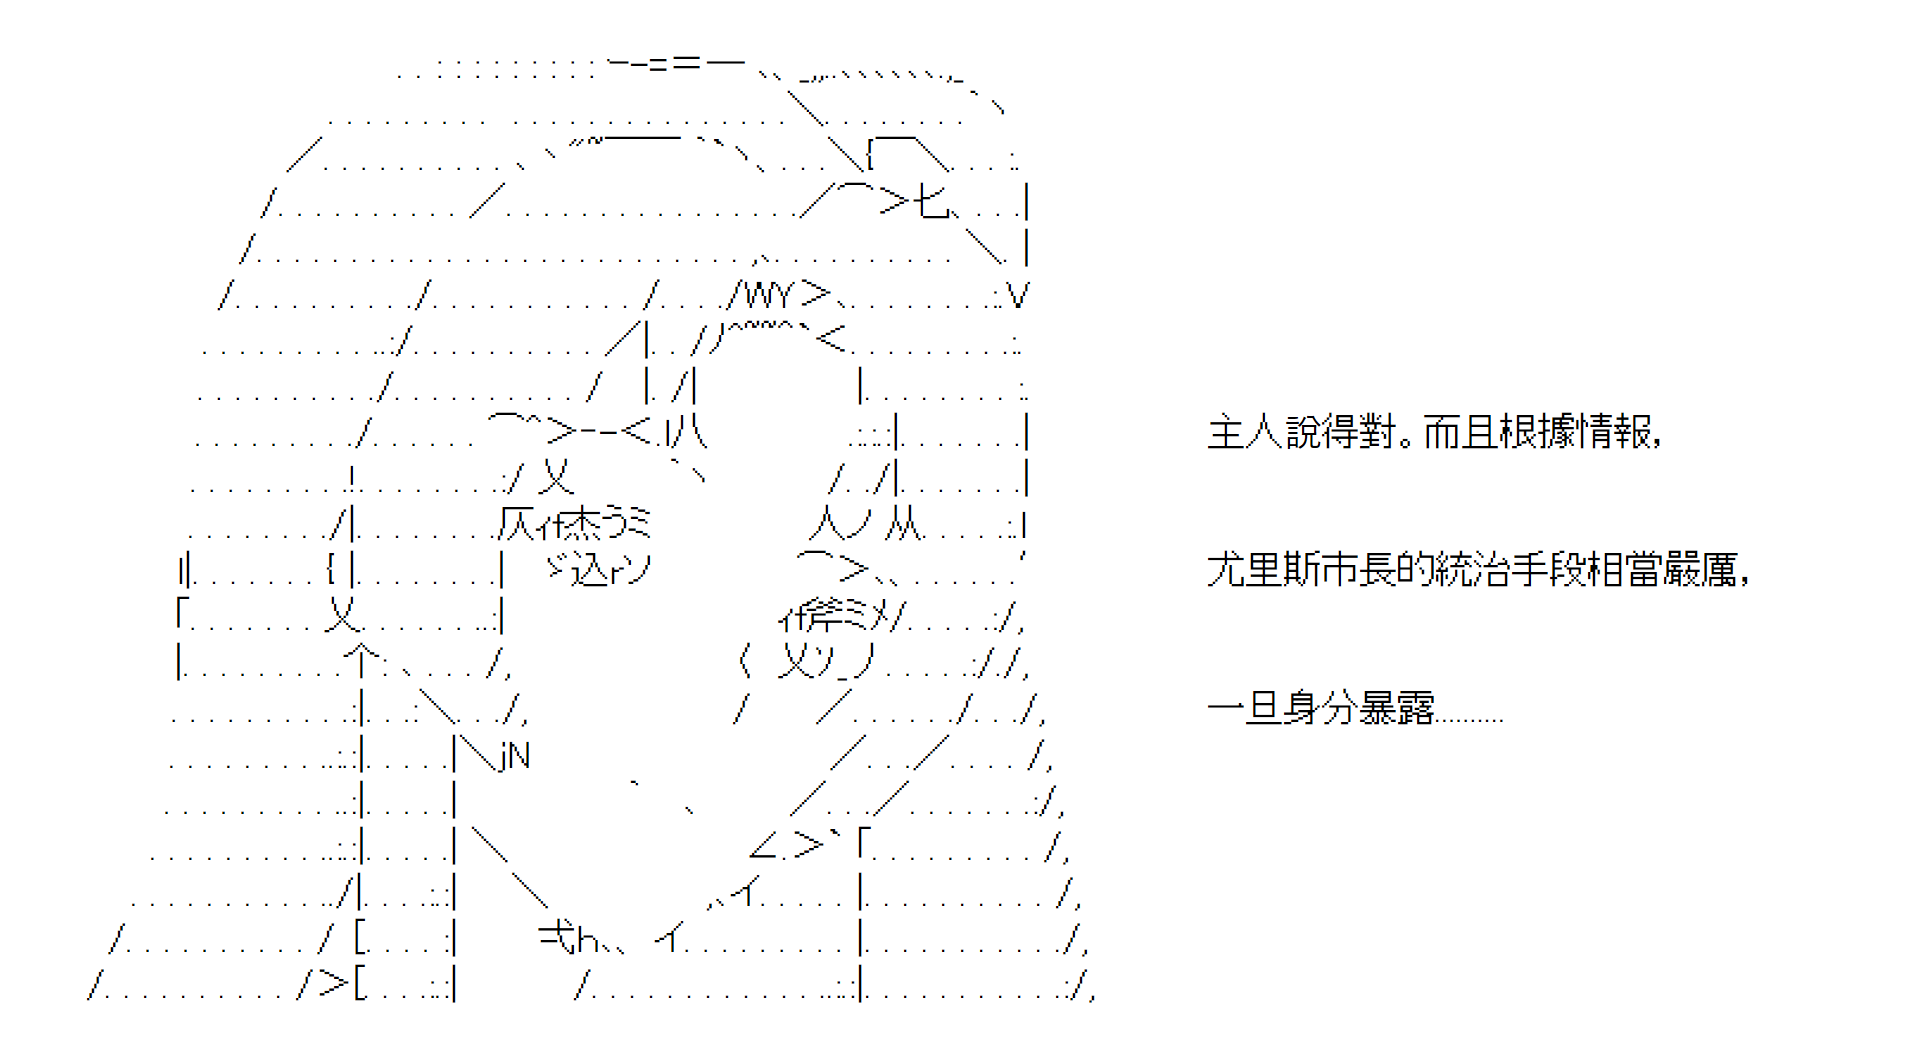 主人說得對。而且根據情報，
尤里斯市長的統治手段相當嚴厲，
一旦身分暴露.........